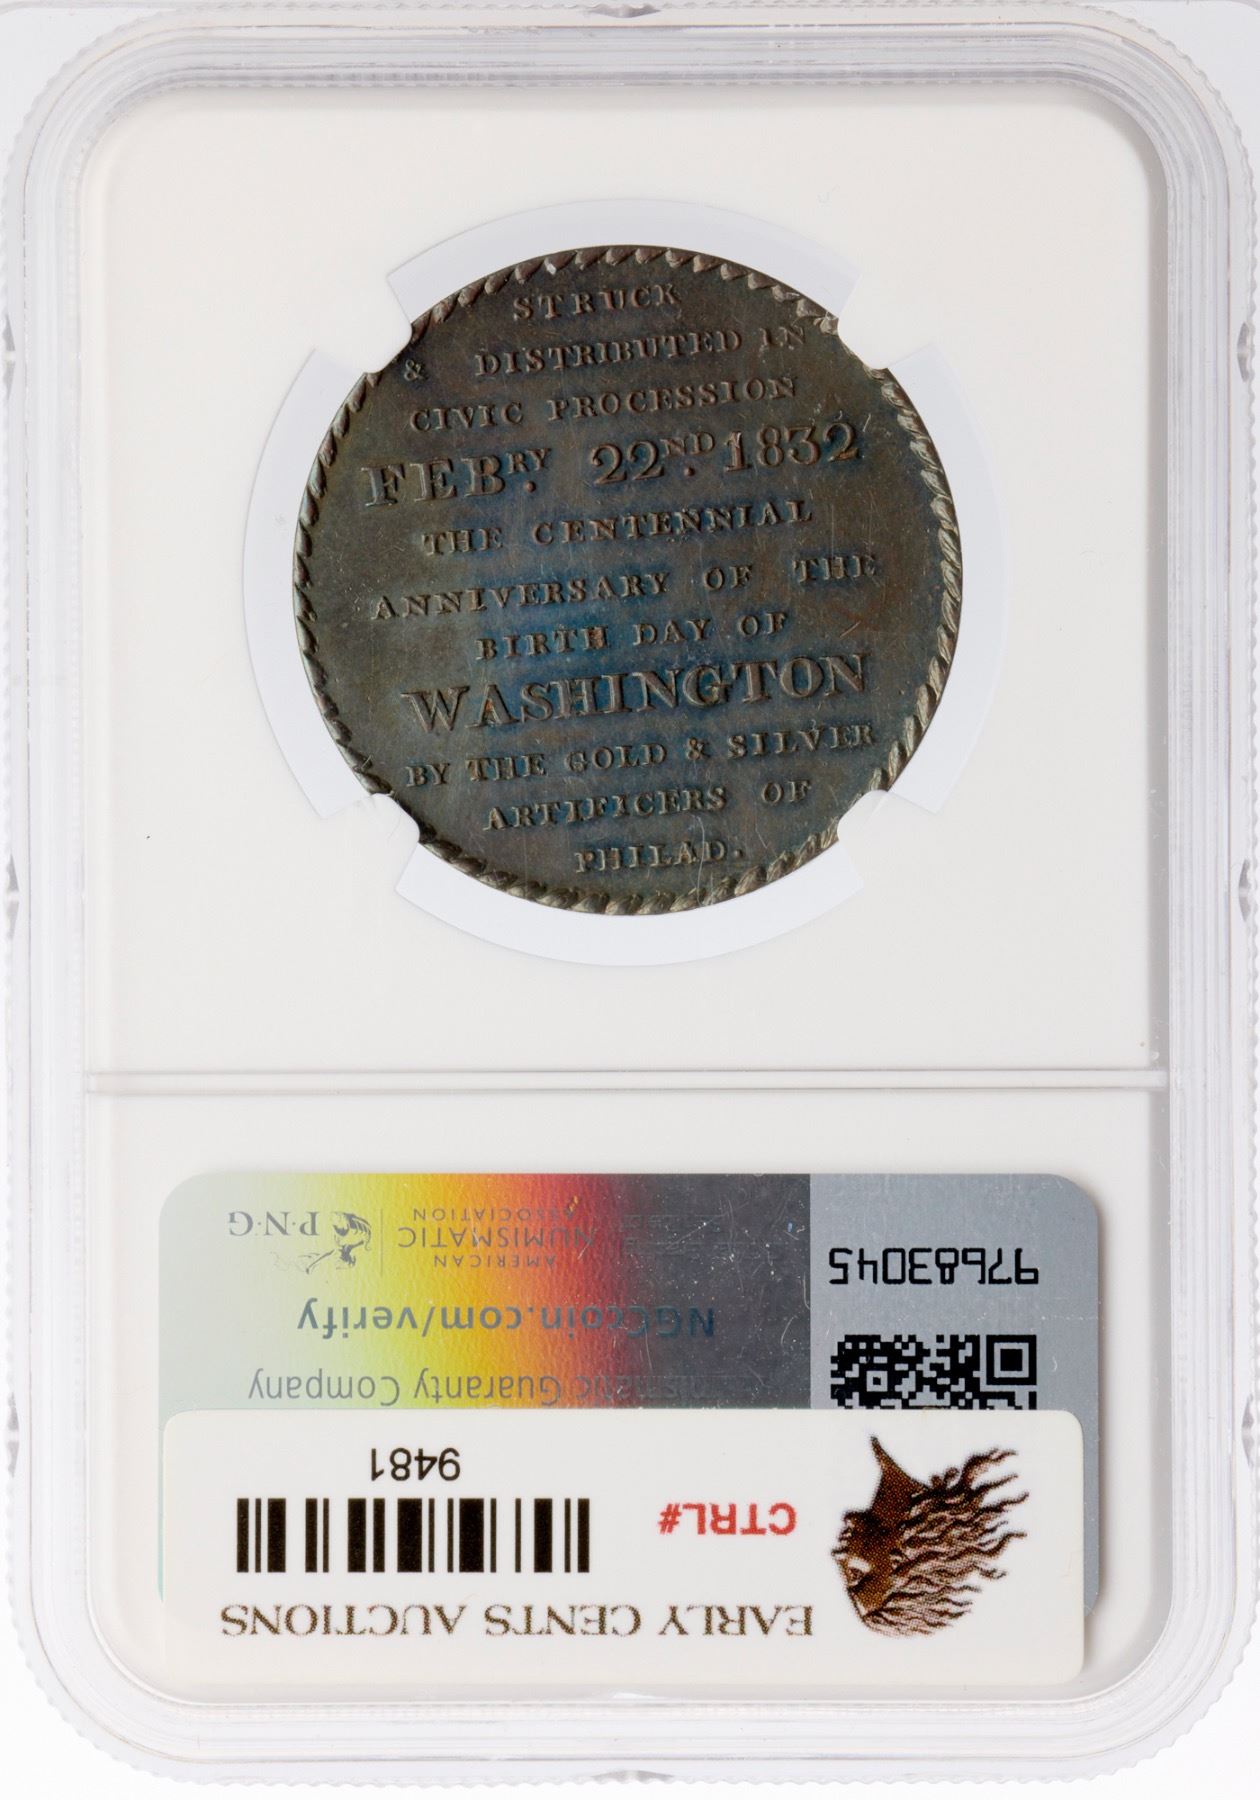 STRUCK
& DISTRIBUTED IN
CIVIC PROCESSION
FEBRY. 22ND. 1832
THE CENTENNIAL
ANNIVERSARY OF THE
BIRTH DAY OF
WASHINGTON
BY THE GOLD & SILVER
ARTIFICERS OF
PHILAD.
EARLY CENTS AUCTIONS
CTRL#
9481
Guaranty Company
NGCcoin.com/verify
97683045
AMERICAN
NUMISMATIC
ASSOCIATION
P·N·G